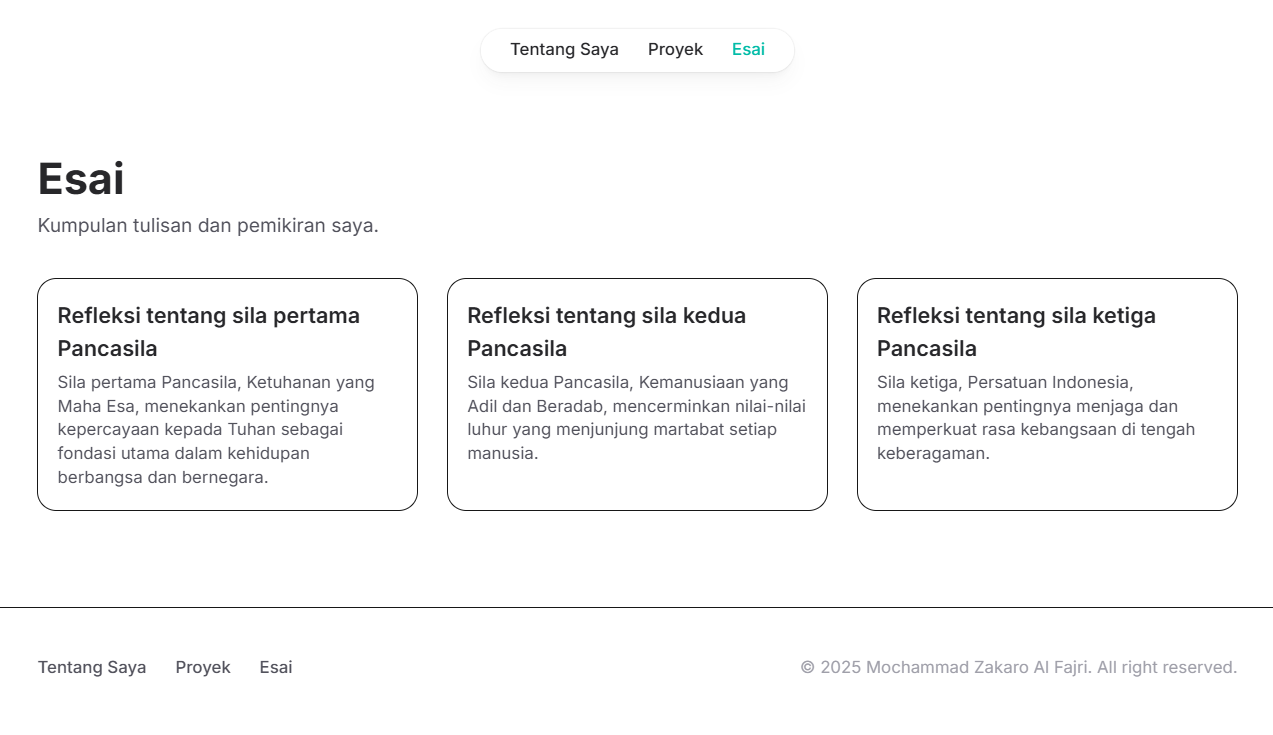 Tentang Saya Proyek Esai
Esai
Kumpulan tulisan dan pemikiran saya.
Refleksi tentang sila pertama
Pancasila
Sila pertama Pancasila, Ketuhanan yang
Maha Esa, menekankan pentingnya
kepercayaan kepada Tuhan sebagai
fondasi utama dalam kehidupan
berbangsa dan bernegara.
Refleksi tentang sila kedua
Pancasila
Sila kedua Pancasila, Kemanusiaan yang
Adil dan Beradab, mencerminkan nilai-nilai
luhur yang menjunjung martabat setiap
manusia.
Refleksi tentang sila ketiga
Pancasila
Sila ketiga, Persatuan Indonesia,
menekankan pentingnya menjaga dan
memperkuat rasa kebangsaan di tengah
keberagaman.
Tentang Saya Proyek Esai
© 2025 Mochammad Zakaro Al Fajri. All right reserved.